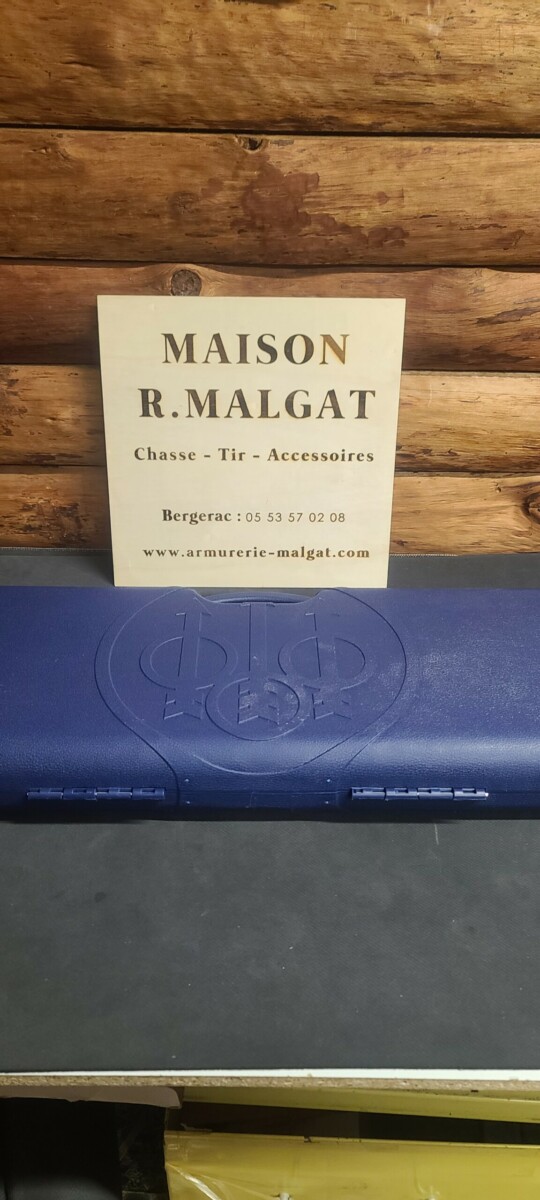 MAISON
R.MALGAT
Chasse - Tir - Accessoires
Bergerac : 05 53 57 02 08
www.armurerie-malgat.com